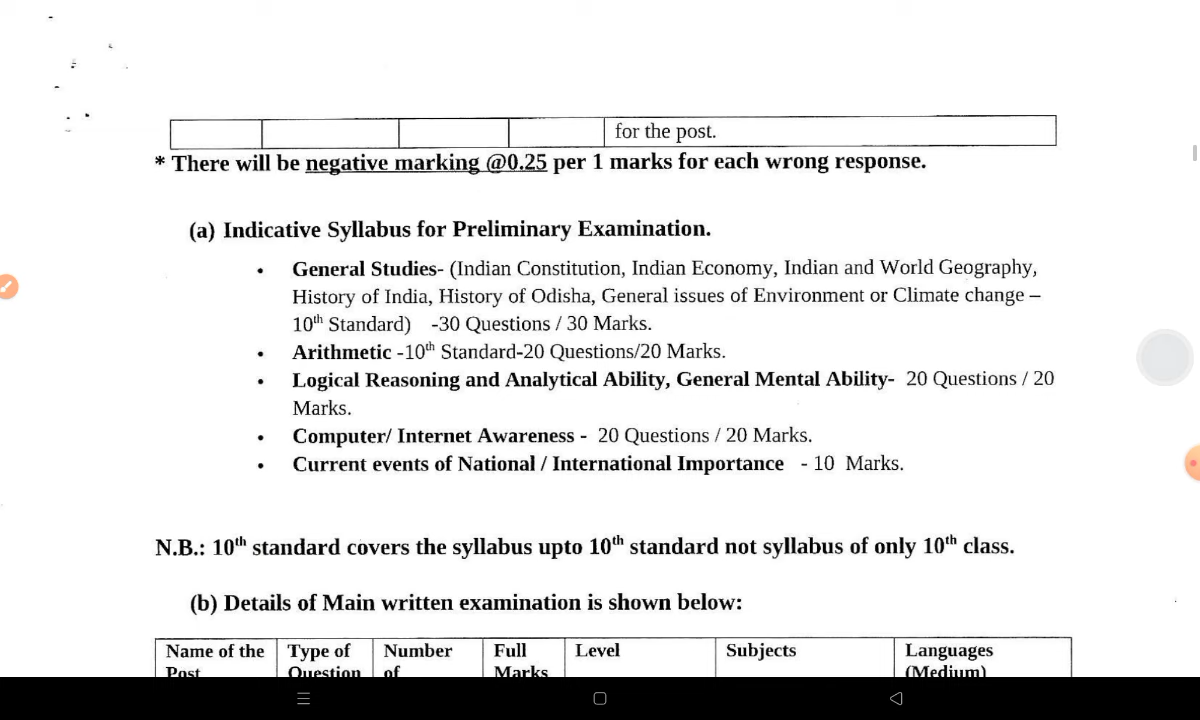 for the post.
* There will be negative marking @0.25 per 1 marks for each wrong response.
(a) Indicative Syllabus for Preliminary Examination.
• General Studies- (Indian Constitution, Indian Economy, Indian and World Geography,
History of India, History of Odisha, General issues of Environment or Climate change –
10th Standard) -30 Questions / 30 Marks.
• Arithmetic -10th Standard-20 Questions/20 Marks.
• Logical Reasoning and Analytical Ability, General Mental Ability- 20 Questions / 20
Marks.
• Computer/ Internet Awareness - 20 Questions / 20 Marks.
• Current events of National / International Importance - 10 Marks.
N.B.: 10th standard covers the syllabus upto 10th standard not syllabus of only 10th class.
(b) Details of Main written examination is shown below:
Name of the Type of Number Full Level Subjects Languages
Post Question of Marks (Medium)